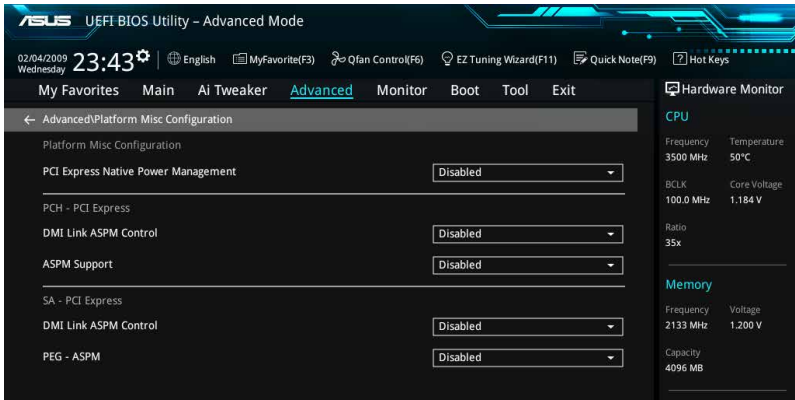 ASUS UEFI BIOS Utility – Advanced Mode
02/04/2009 Wednesday 23:43 English MyFavorite(F3) Qfan Control(F6) EZ Tuning Wizard(F11) Quick Note(F9) ? Hot Keys
My Favorites Main Ai Tweaker Advanced Monitor Boot Tool Exit
← Advanced\Platform Misc Configuration
Platform Misc Configuration
PCI Express Native Power Management Disabled
PCH - PCI Express
DMI Link ASPM Control Disabled
ASPM Support Disabled
SA - PCI Express
DMI Link ASPM Control Disabled
PEG - ASPM Disabled
Hardware Monitor
CPU
Frequency Temperature
3500 MHz 50°C
BCLK Core Voltage
100.0 MHz 1.184 V
Ratio
35x
Memory
Frequency Voltage
2133 MHz 1.200 V
Capacity
4096 MB